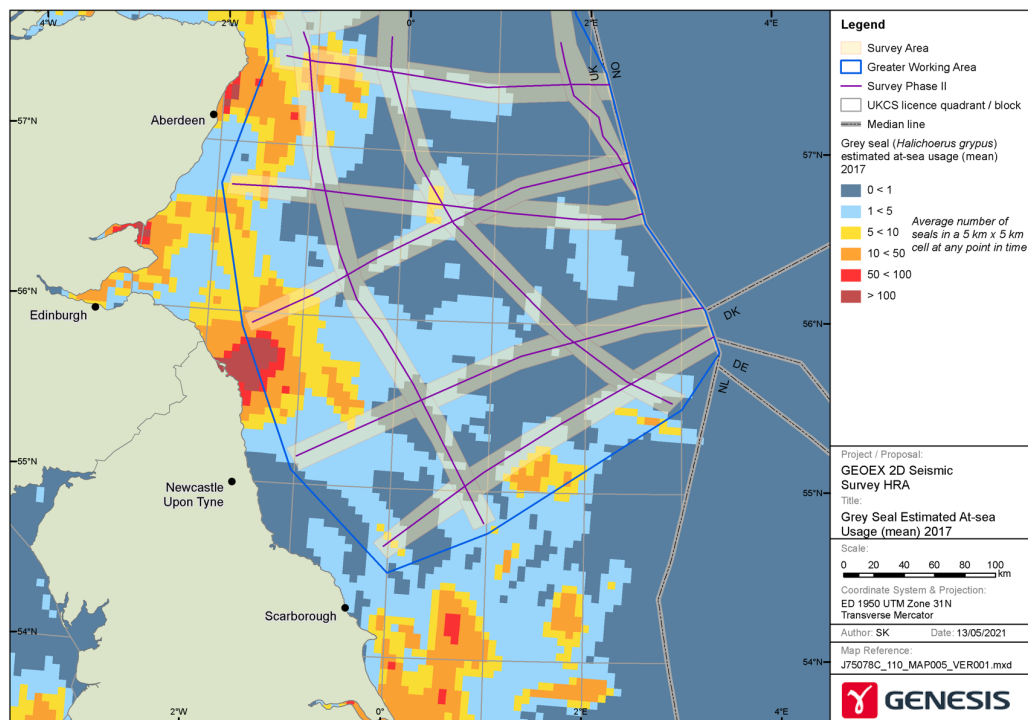 4°W
2°W
0°
2°E
4°E
57°N
56°N
55°N
54°N
57°N
56°N
55°N
54°N
2°W
0°
2°E
4°E
Aberdeen
Edinburgh
Newcastle
Upon Tyne
Scarborough
UK
NO
DK
DE
NL
Legend
Survey Area
Greater Working Area
Survey Phase II
UKCS licence quadrant / block
Median line
Grey seal (Halichoerus grypus)
estimated at-sea usage (mean)
2017
0 < 1
1 < 5
5 < 10
10 < 50
50 < 100
> 100
Average number of
seals in a 5 km x 5 km
cell at any point in time
Project / Proposal:
GEOEX 2D Seismic
Survey HRA
Title:
Grey Seal Estimated At-sea
Usage (mean) 2017
Scale:
0 20 40 60 80 100
km
Coordinate System & Projection:
ED 1950 UTM Zone 31N
Transverse Mercator
Author: SK Date: 13/05/2021
Map Reference:
J75078C_110_MAP005_VER001.mxd
GENESIS